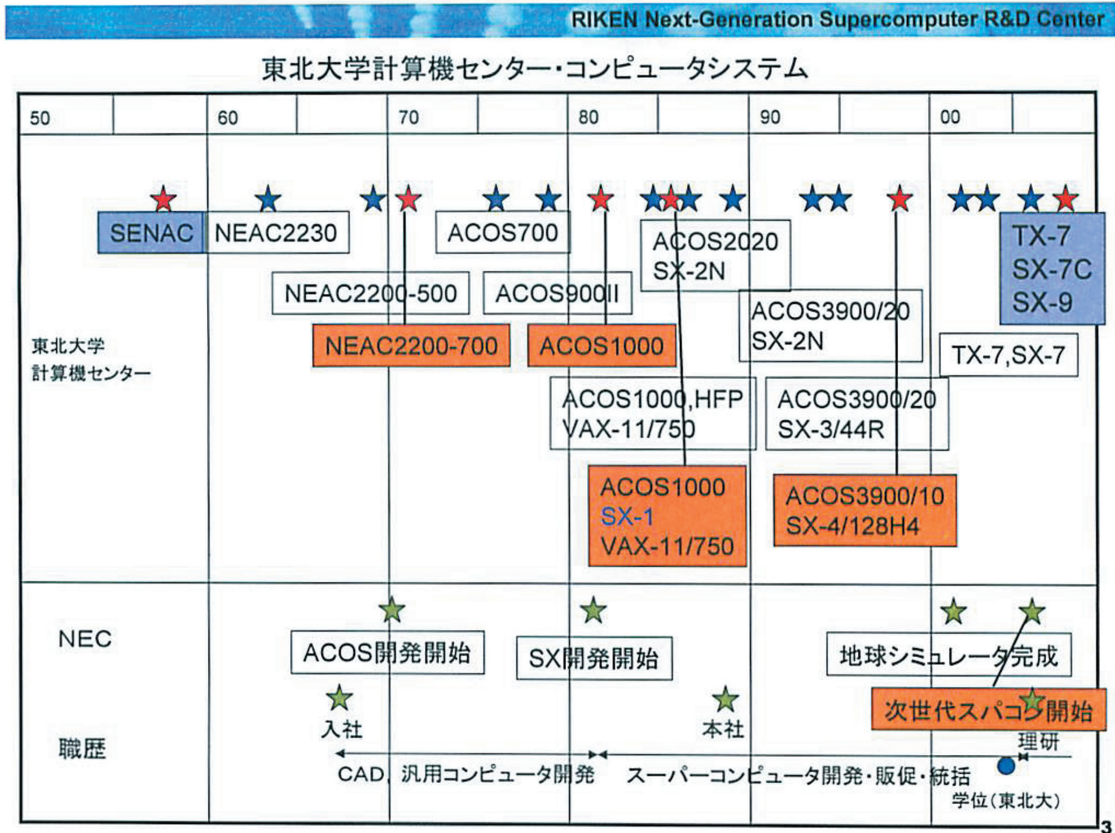 RIKEN Next-Generation Supercomputer R&D Center
東北大学計算機センター・コンピュータシステム
50 60 70 80 90 00
SENAC
NEAC2230
ACOS700
ACOS2020
SX-2N
TX-7
SX-7C
SX-9
NEAC2200-500
ACOS900II
ACOS3900/20
SX-2N
東北大学
計算機センター
NEAC2200-700
ACOS1000
TX-7,SX-7
ACOS1000,HFP
VAX-11/750
ACOS3900/20
SX-3/44R
ACOS1000
SX-1
VAX-11/750
ACOS3900/10
SX-4/128H4
NEC
ACOS開発開始
SX開発開始
地球シミュレータ完成
次世代スパコン開始
職歴
入社
本社
理研
CAD, 汎用コンピュータ開発
スーパーコンピュータ開発・販促・統括
学位(東北大)
3